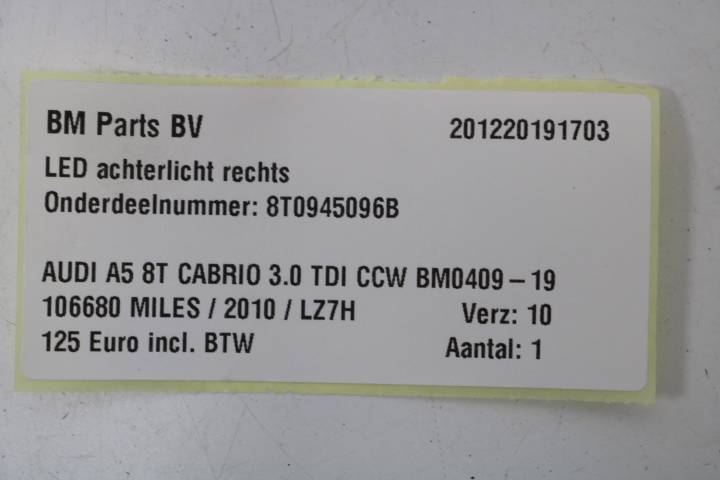 BM Parts BV 201220191703
LED achterlicht rechts
Onderdeelnummer: 8T0945096B
AUDI A5 8T CABRIO 3.0 TDI CCW BM0409 – 19
106680 MILES / 2010 / LZ7H Verz: 10
125 Euro incl. BTW Aantal: 1